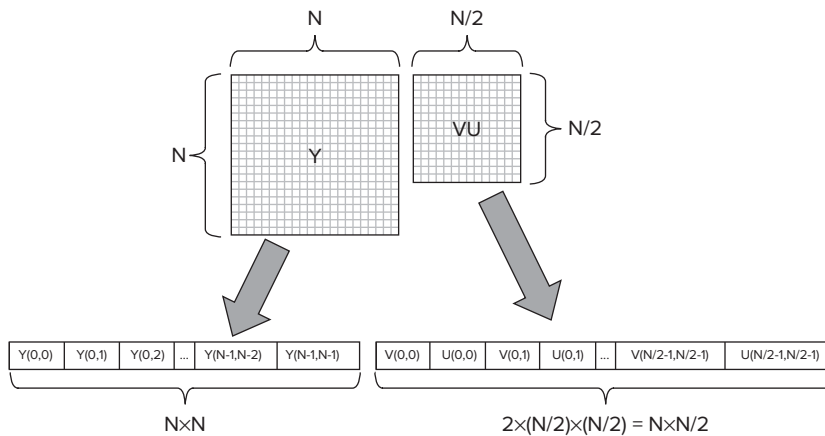 N N/2
N Y VU N/2
Y(0,0) Y(0,1) Y(0,2) ... Y(N-1,N-2) Y(N-1,N-1) V(0,0) U(0,0) V(0,1) U(0,1) ... V(N/2-1,N/2-1) U(N/2-1,N/2-1)
N×N 2×(N/2)×(N/2) = N×N/2